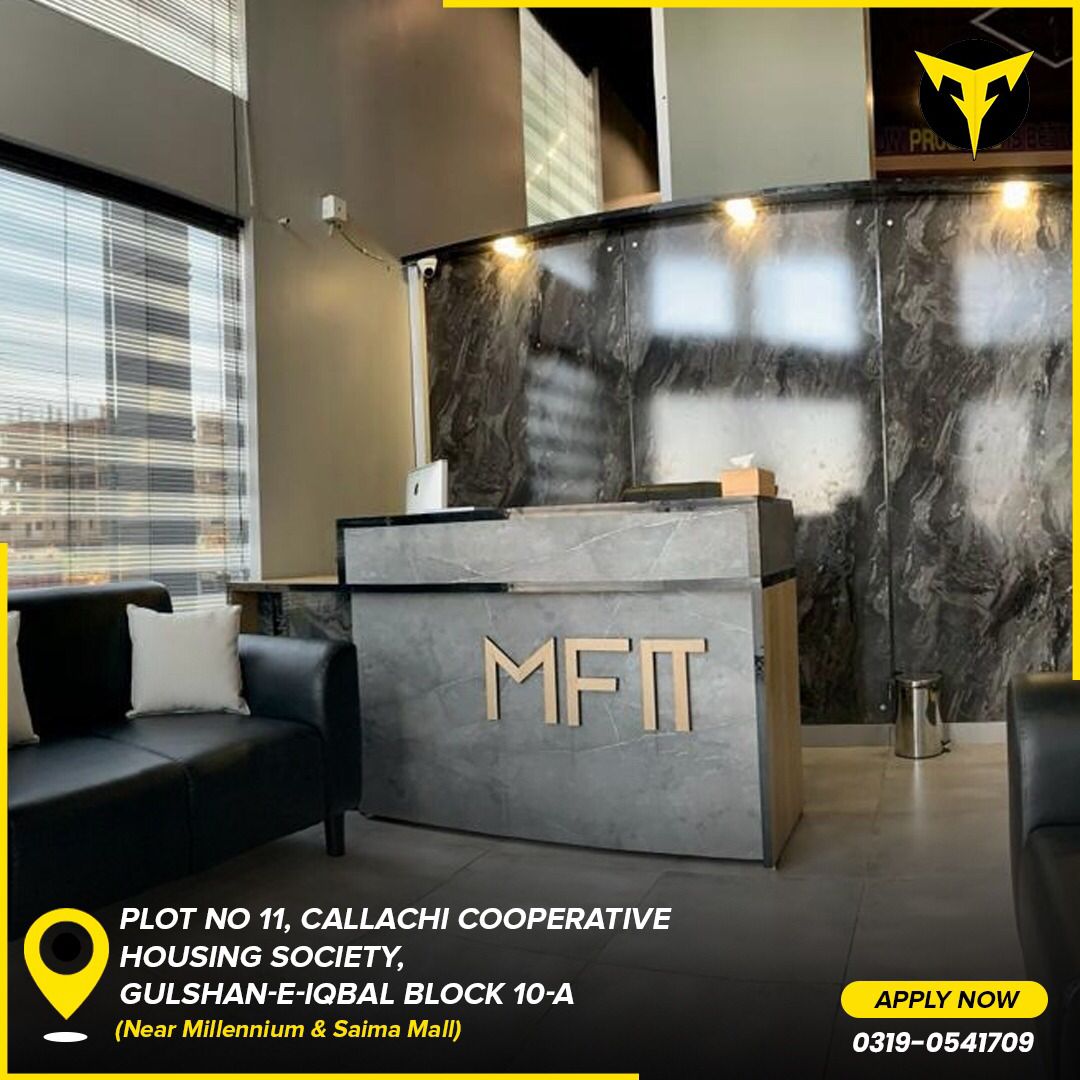 MFIT
PLOT NO 11, CALLACHI COOPERATIVE
HOUSING SOCIETY,
GULSHAN-E-IQBAL BLOCK 10-A
(Near Millennium & Saima Mall)
APPLY NOW
0319-0541709